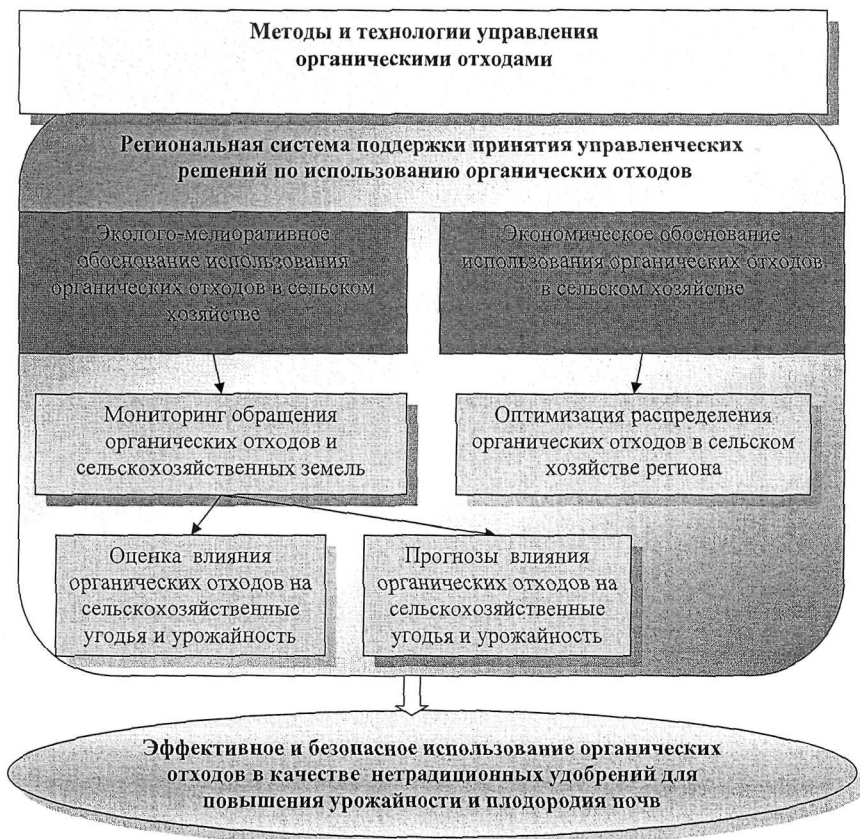 Методы и технологии управления
органическими отходами
Региональная система поддержки принятия управленческих
решений по использованию органических отходов
Эколого-мелиоративное
обоснование использования
органических отходов в сельском
хозяйстве
Экономическое обоснование
использования органических отходов
в сельском хозяйстве
Мониторинг обращения
органических отходов и
сельскохозяйственных земель
Оптимизация распределения
органических отходов в сельском
хозяйстве региона
Оценка влияния
органических отходов на
сельскохозяйственные
угодья и урожайность
Прогнозы влияния
органических отходов на
сельскохозяйственные
угодья и урожайность
Эффективное и безопасное использование органических
отходов в качестве нетрадиционных удобрений для
повышения урожайности и плодородия почв